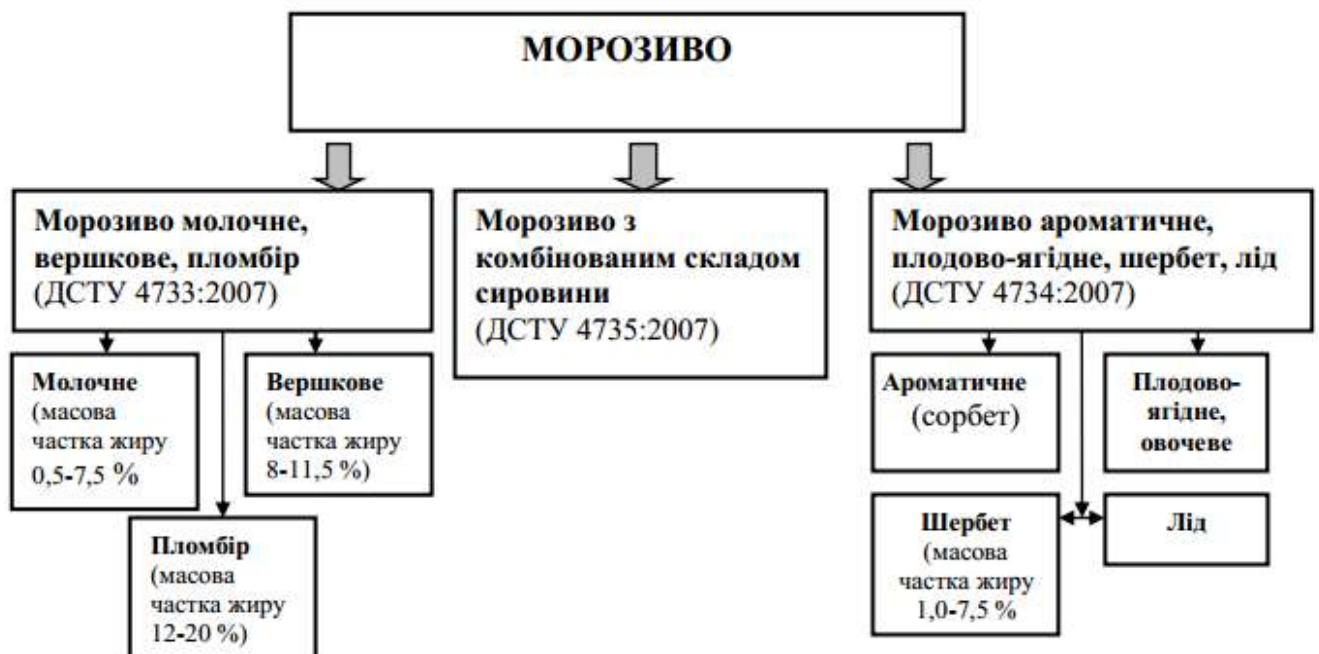 МОРОЗИВО
Морозиво молочне,
вершкове, пломбір
(ДСТУ 4733:2007)
Морозиво з
комбінованим складом
сировини
(ДСТУ 4735:2007)
Морозиво ароматичне,
плодово-ягідне, шербет, лід
(ДСТУ 4734:2007)
Молочне
(масова
частка жиру
0,5-7,5 %
Вершкове
(масова
частка жиру
8-11,5 %)
Пломбір
(масова
частка жиру
12-20 %)
Ароматичне
(сорбет)
Плодово-
ягідне,
овочеве
Шербет
(масова
частка жиру
1,0-7,5 %
Лід